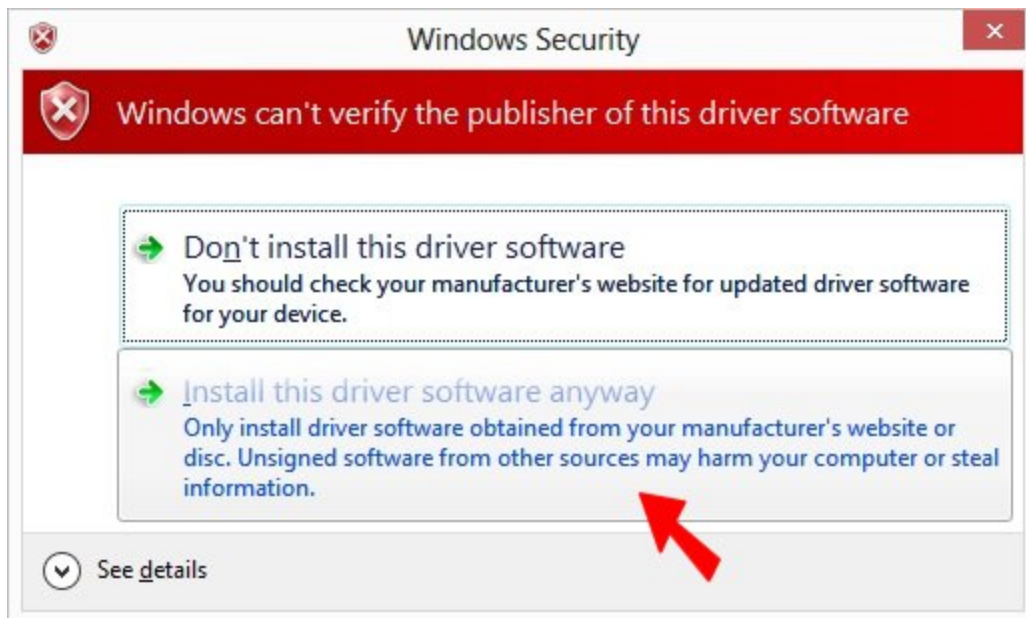 Windows Security
Windows can't verify the publisher of this driver software
Don't install this driver software
You should check your manufacturer's website for updated driver software
for your device.
Install this driver software anyway
Only install driver software obtained from your manufacturer's website or
disc. Unsigned software from other sources may harm your computer or steal
information.
See details